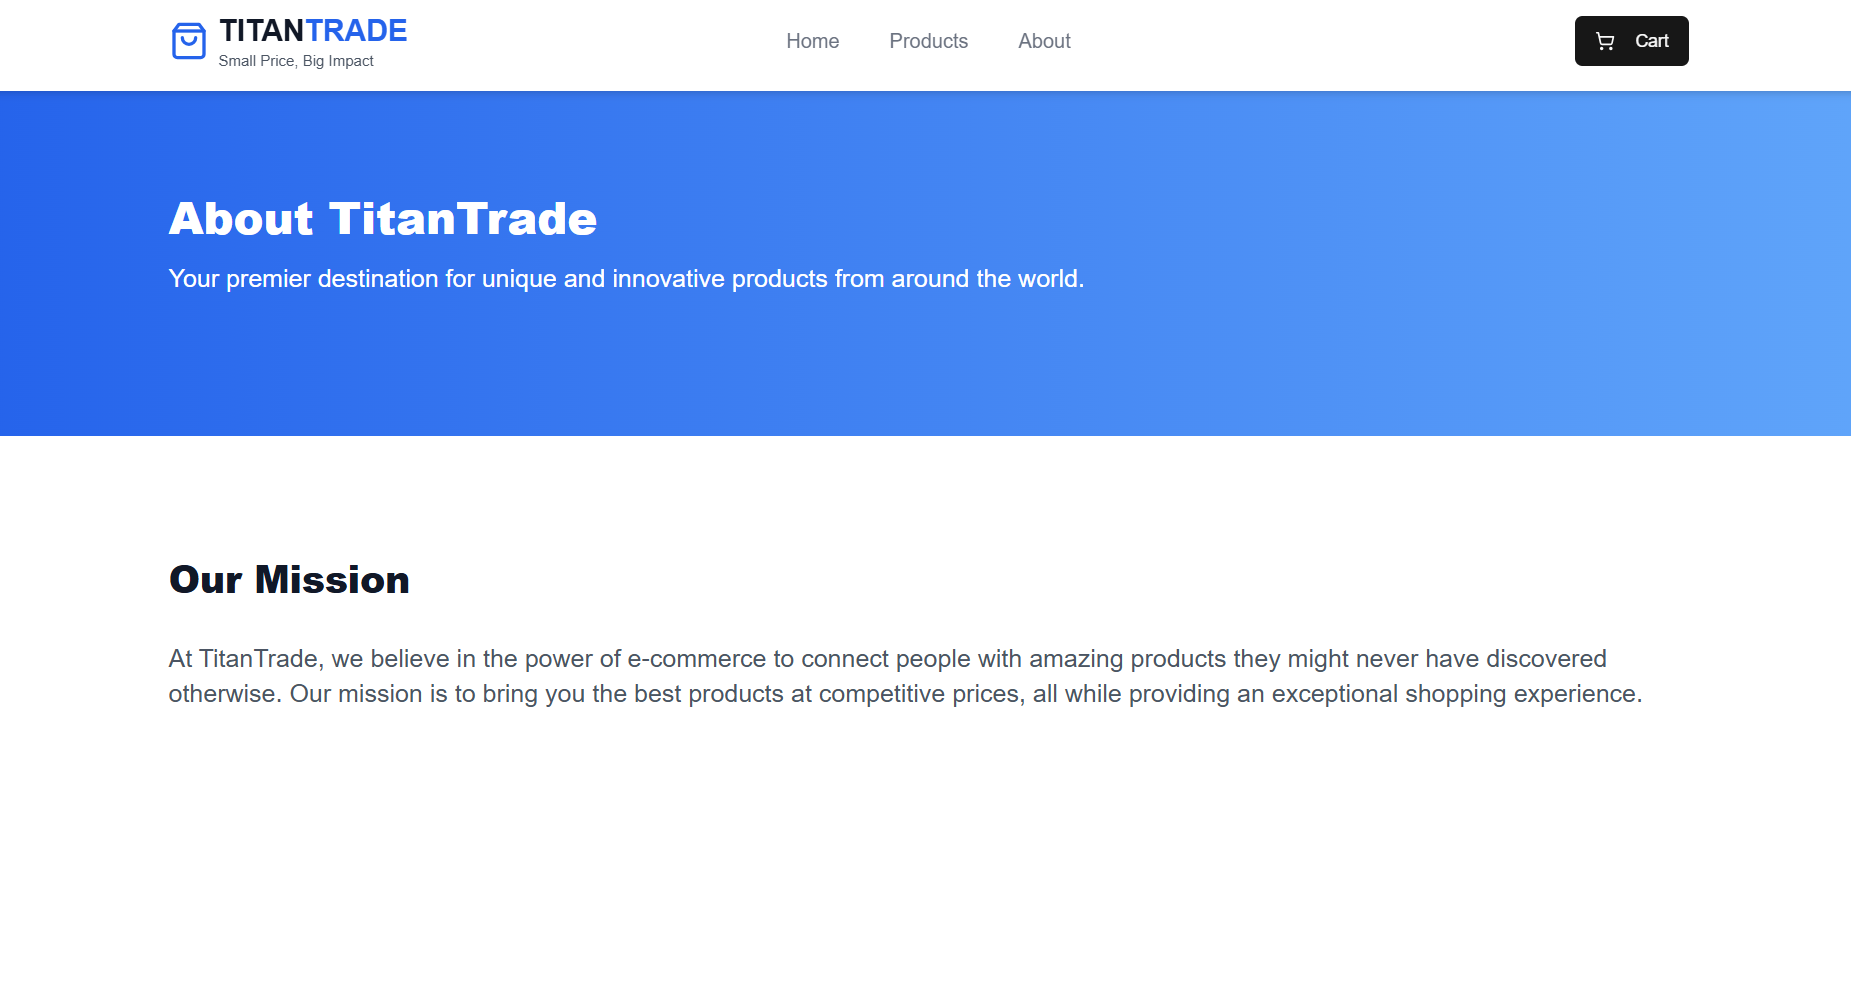 TITANTRADE
Small Price, Big Impact
Home
Products
About
Cart
About TitanTrade
Your premier destination for unique and innovative products from around the world.
Our Mission
At TitanTrade, we believe in the power of e-commerce to connect people with amazing products they might never have discovered
otherwise. Our mission is to bring you the best products at competitive prices, all while providing an exceptional shopping experience.